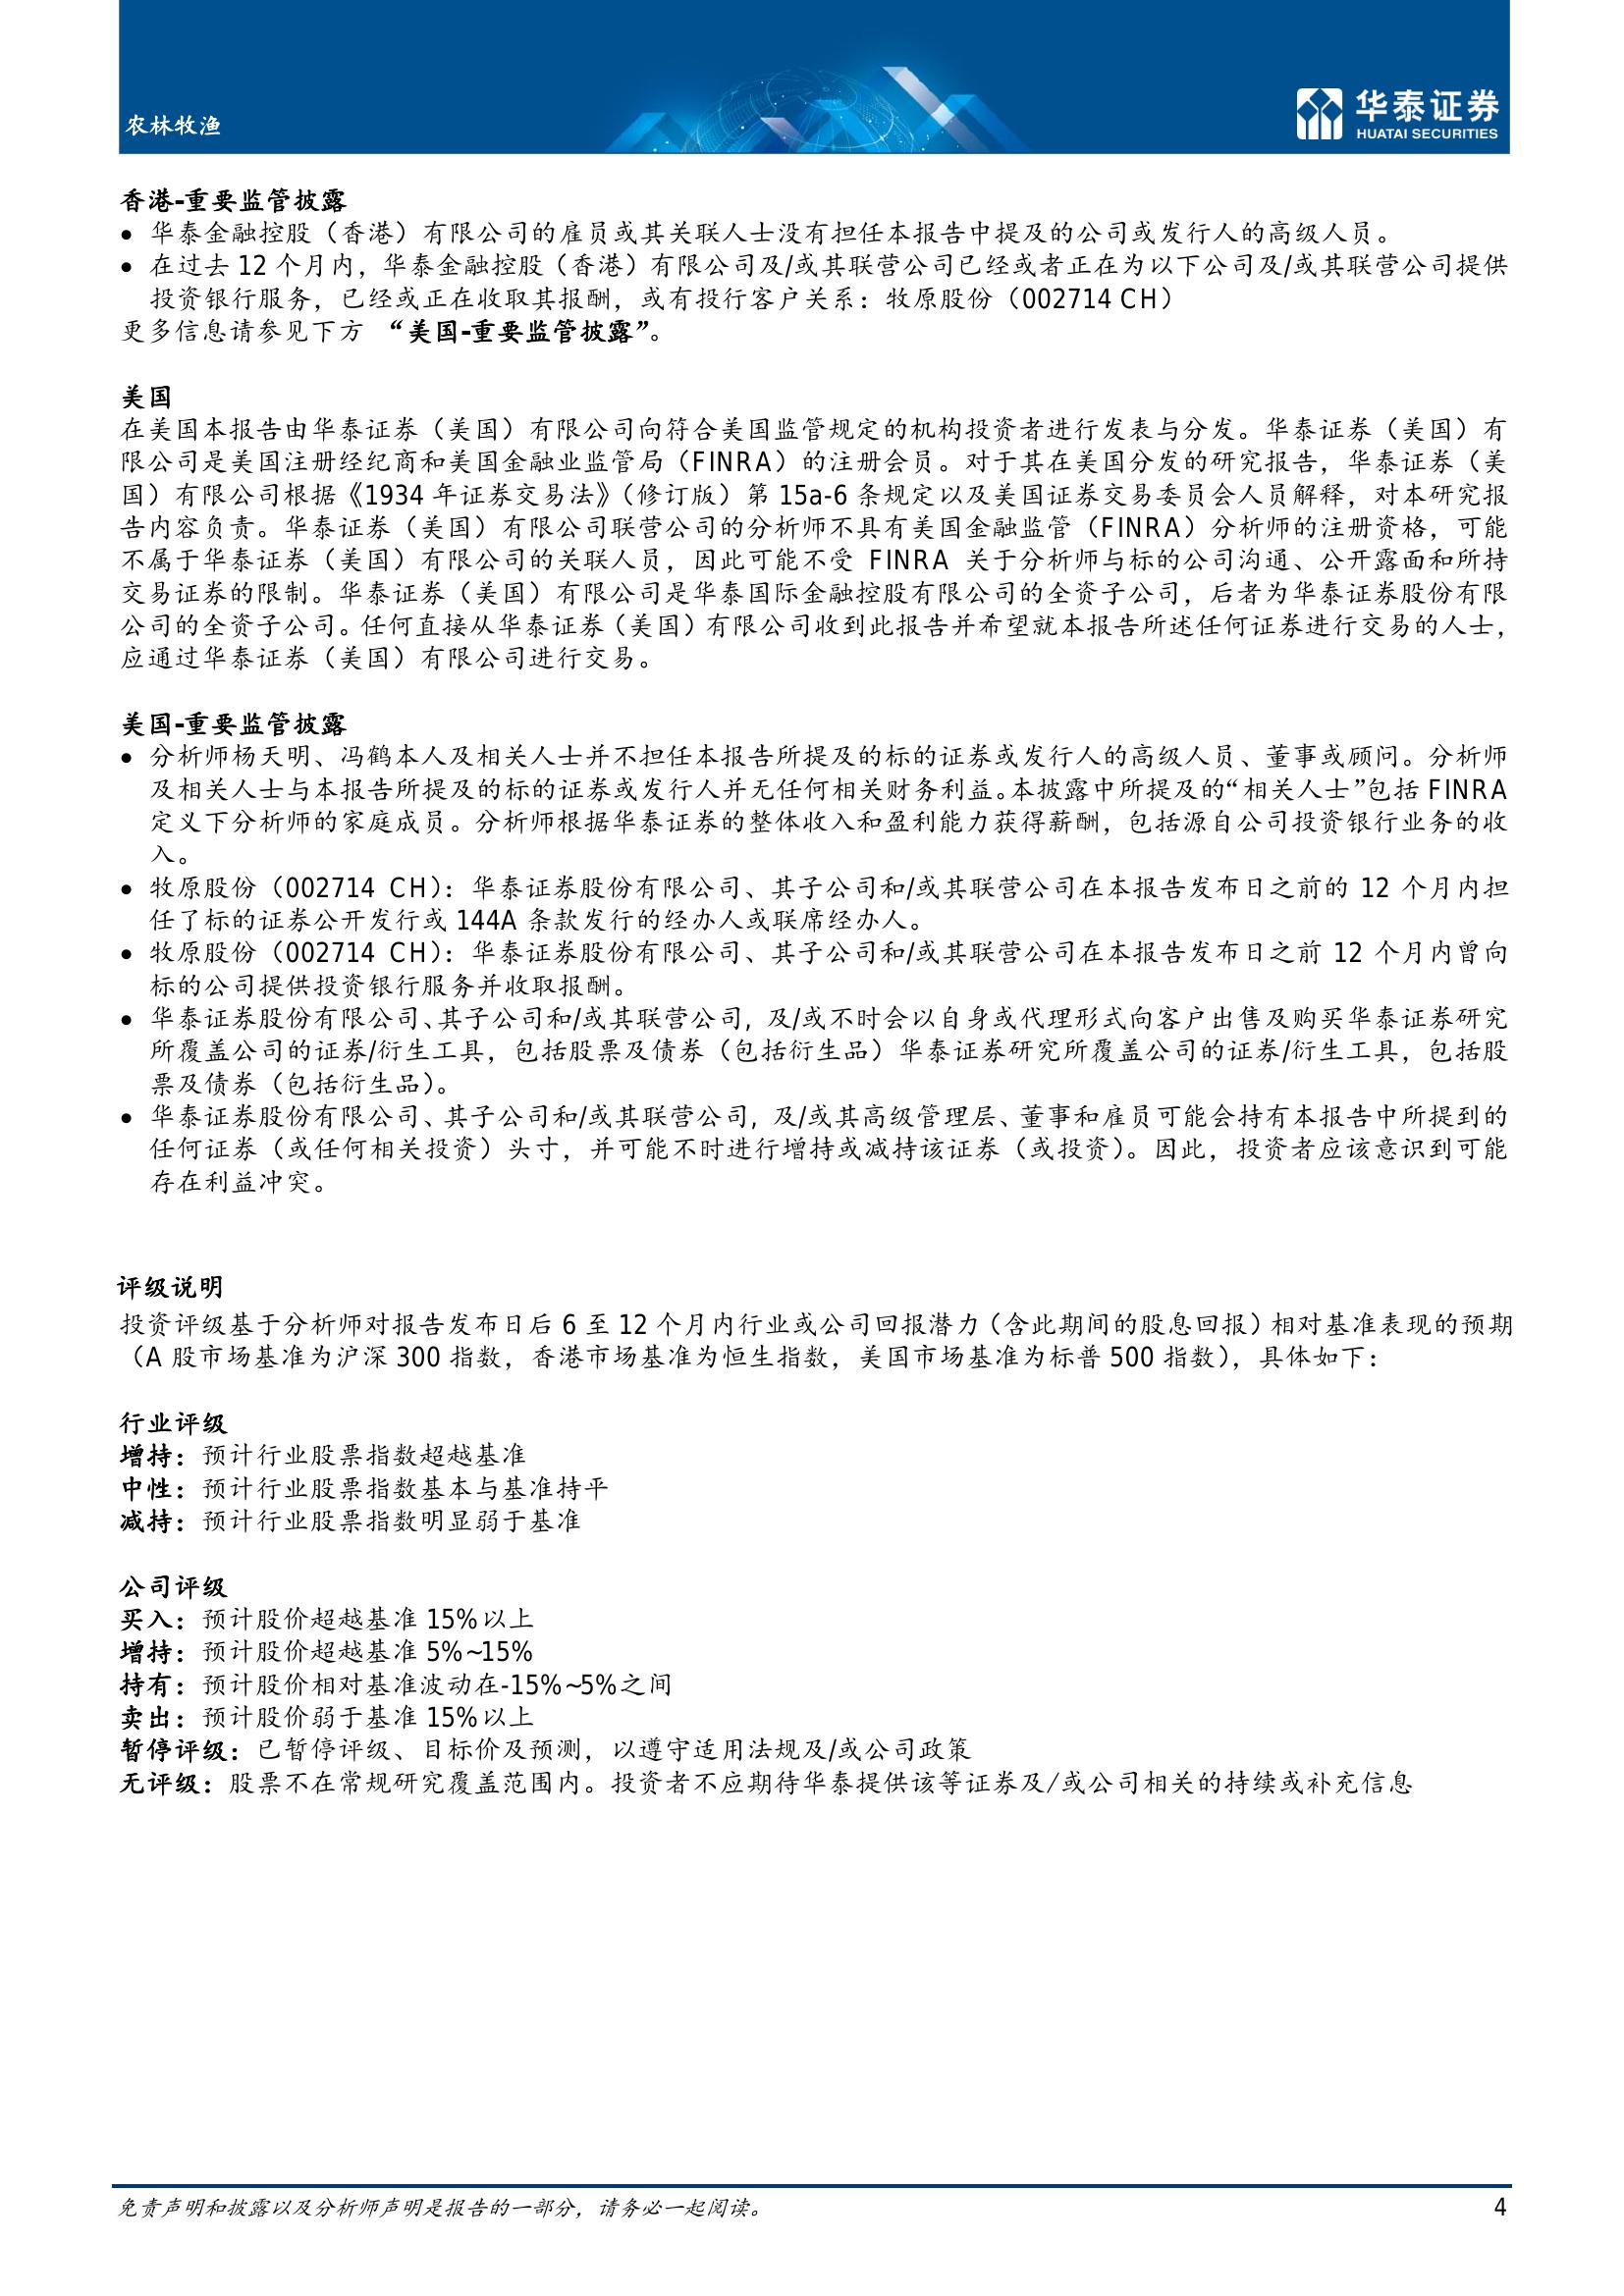 农林牧渔
华泰证券
HUATAI SECURITIES
香港-重要监管披露
• 华泰金融控股（香港）有限公司的雇员或其关联人士没有担任本报告中提及的公司或发行人的高级人员。
• 在过去 12 个月内，华泰金融控股（香港）有限公司及/或其联营公司已经或者正在为以下公司及/或其联营公司提供
投资银行服务，已经或正在收取其报酬，或有投行客户关系：牧原股份（002714 CH）
更多信息请参见下方 “美国-重要监管披露”。
美国
在美国本报告由华泰证券（美国）有限公司向符合美国监管规定的机构投资者进行发表与分发。华泰证券（美国）有
限公司是美国注册经纪商和美国金融业监管局（FINRA）的注册会员。对于其在美国分发的研究报告，华泰证券（美
国）有限公司根据《1934 年证券交易法》（修订版）第 15a-6 条规定以及美国证券交易委员会人员解释，对本研究报
告内容负责。华泰证券（美国）有限公司联营公司的分析师不具有美国金融监管（FINRA）分析师的注册资格，可能
不属于华泰证券（美国）有限公司的关联人员，因此可能不受 FINRA 关于分析师与标的公司沟通、公开露面和所持
交易证券的限制。华泰证券（美国）有限公司是华泰国际金融控股有限公司的全资子公司，后者为华泰证券股份有限
公司的全资子公司。任何直接从华泰证券（美国）有限公司收到此报告并希望就本报告所述任何证券进行交易的人士，
应通过华泰证券（美国）有限公司进行交易。
美国-重要监管披露
• 分析师杨天明、冯鹤本人及相关人士并不担任本报告所提及的标的证券或发行人的高级人员、董事或顾问。分析师
及相关人士与本报告所提及的标的证券或发行人并无任何相关财务利益。本披露中所提及的“相关人士”包括 FINRA
定义下分析师的家庭成员。分析师根据华泰证券的整体收入和盈利能力获得薪酬，包括源自公司投资银行业务的收
入。
• 牧原股份（002714 CH）：华泰证券股份有限公司、其子公司和/或其联营公司在本报告发布日之前的 12 个月内担
任了标的证券公开发行或 144A 条款发行的经办人或联席经办人。
• 牧原股份（002714 CH）：华泰证券股份有限公司、其子公司和/或其联营公司在本报告发布日之前 12 个月内曾向
标的公司提供投资银行服务并收取报酬。
• 华泰证券股份有限公司、其子公司和/或其联营公司, 及/或不时会以自身或代理形式向客户出售及购买华泰证券研究
所覆盖公司的证券/衍生工具，包括股票及债券（包括衍生品）华泰证券研究所覆盖公司的证券/衍生工具，包括股
票及债券（包括衍生品）。
• 华泰证券股份有限公司、其子公司和/或其联营公司, 及/或其高级管理层、董事和雇员可能会持有本报告中所提到的
任何证券（或任何相关投资）头寸，并可能不时进行增持或减持该证券（或投资）。因此，投资者应该意识到可能
存在利益冲突。
评级说明
投资评级基于分析师对报告发布日后 6 至 12 个月内行业或公司回报潜力（含此期间的股息回报）相对基准表现的预期
（A 股市场基准为沪深 300 指数，香港市场基准为恒生指数，美国市场基准为标普 500 指数），具体如下：
行业评级
增持：预计行业股票指数超越基准
中性：预计行业股票指数基本与基准持平
减持：预计行业股票指数明显弱于基准
公司评级
买入：预计股价超越基准 15%以上
增持：预计股价超越基准 5%~15%
持有：预计股价相对基准波动在-15%~5%之间
卖出：预计股价弱于基准 15%以上
暂停评级：已暂停评级、目标价及预测，以遵守适用法规及/或公司政策
无评级：股票不在常规研究覆盖范围内。投资者不应期待华泰提供该等证券及/或公司相关的持续或补充信息
免责声明和披露以及分析师声明是报告的一部分，请务必一起阅读。
4